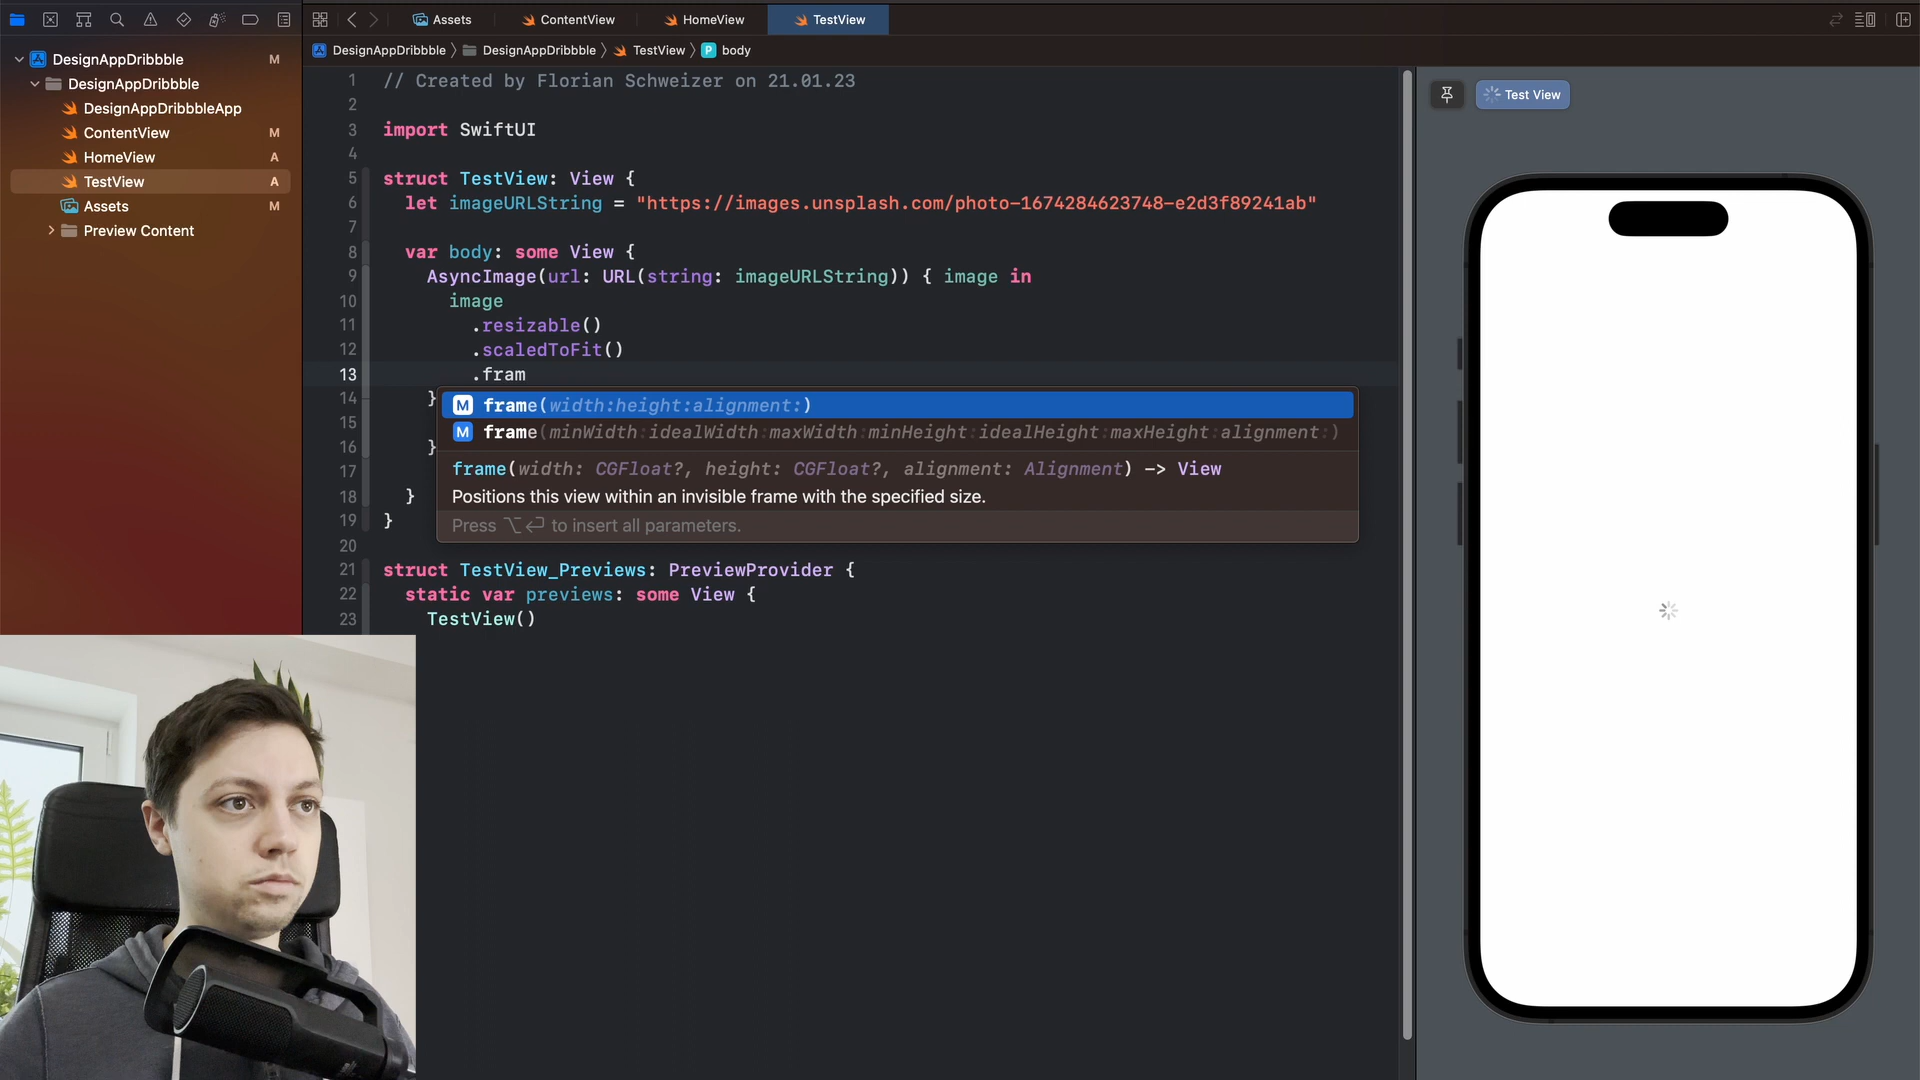 Assets
ContentView
HomeView
TestView
DesignAppDribbble M
DesignAppDribbble
DesignAppDribbbleApp
ContentView M
HomeView A
TestView A
Assets M
Preview Content
DesignAppDribbble DesignAppDribbble TestView P body
1 // Created by Florian Schweizer on 21.01.23
2
3 import SwiftUI
4
5 struct TestView: View {
6 let imageURLString = "https://images.unsplash.com/photo-1674284623748-e2d3f89241ab"
7
8 var body: some View {
9 AsyncImage(url: URL(string: imageURLString)) { image in
10 image
11 .resizable()
12 .scaledToFit()
13 .fram
14 }
15
16 }
17
18 }
19 }
20
21 struct TestView_Previews: PreviewProvider {
22 static var previews: some View {
23 TestView()
M frame(width:height:alignment:)
M frame(minWidth:idealWidth:maxWidth:minHeight:idealHeight:maxHeight:alignment:)
frame(width: CGFloat?, height: CGFloat?, alignment: Alignment) -> View
Positions this view within an invisible frame with the specified size.
Press ⌥↩ to insert all parameters.
Test View